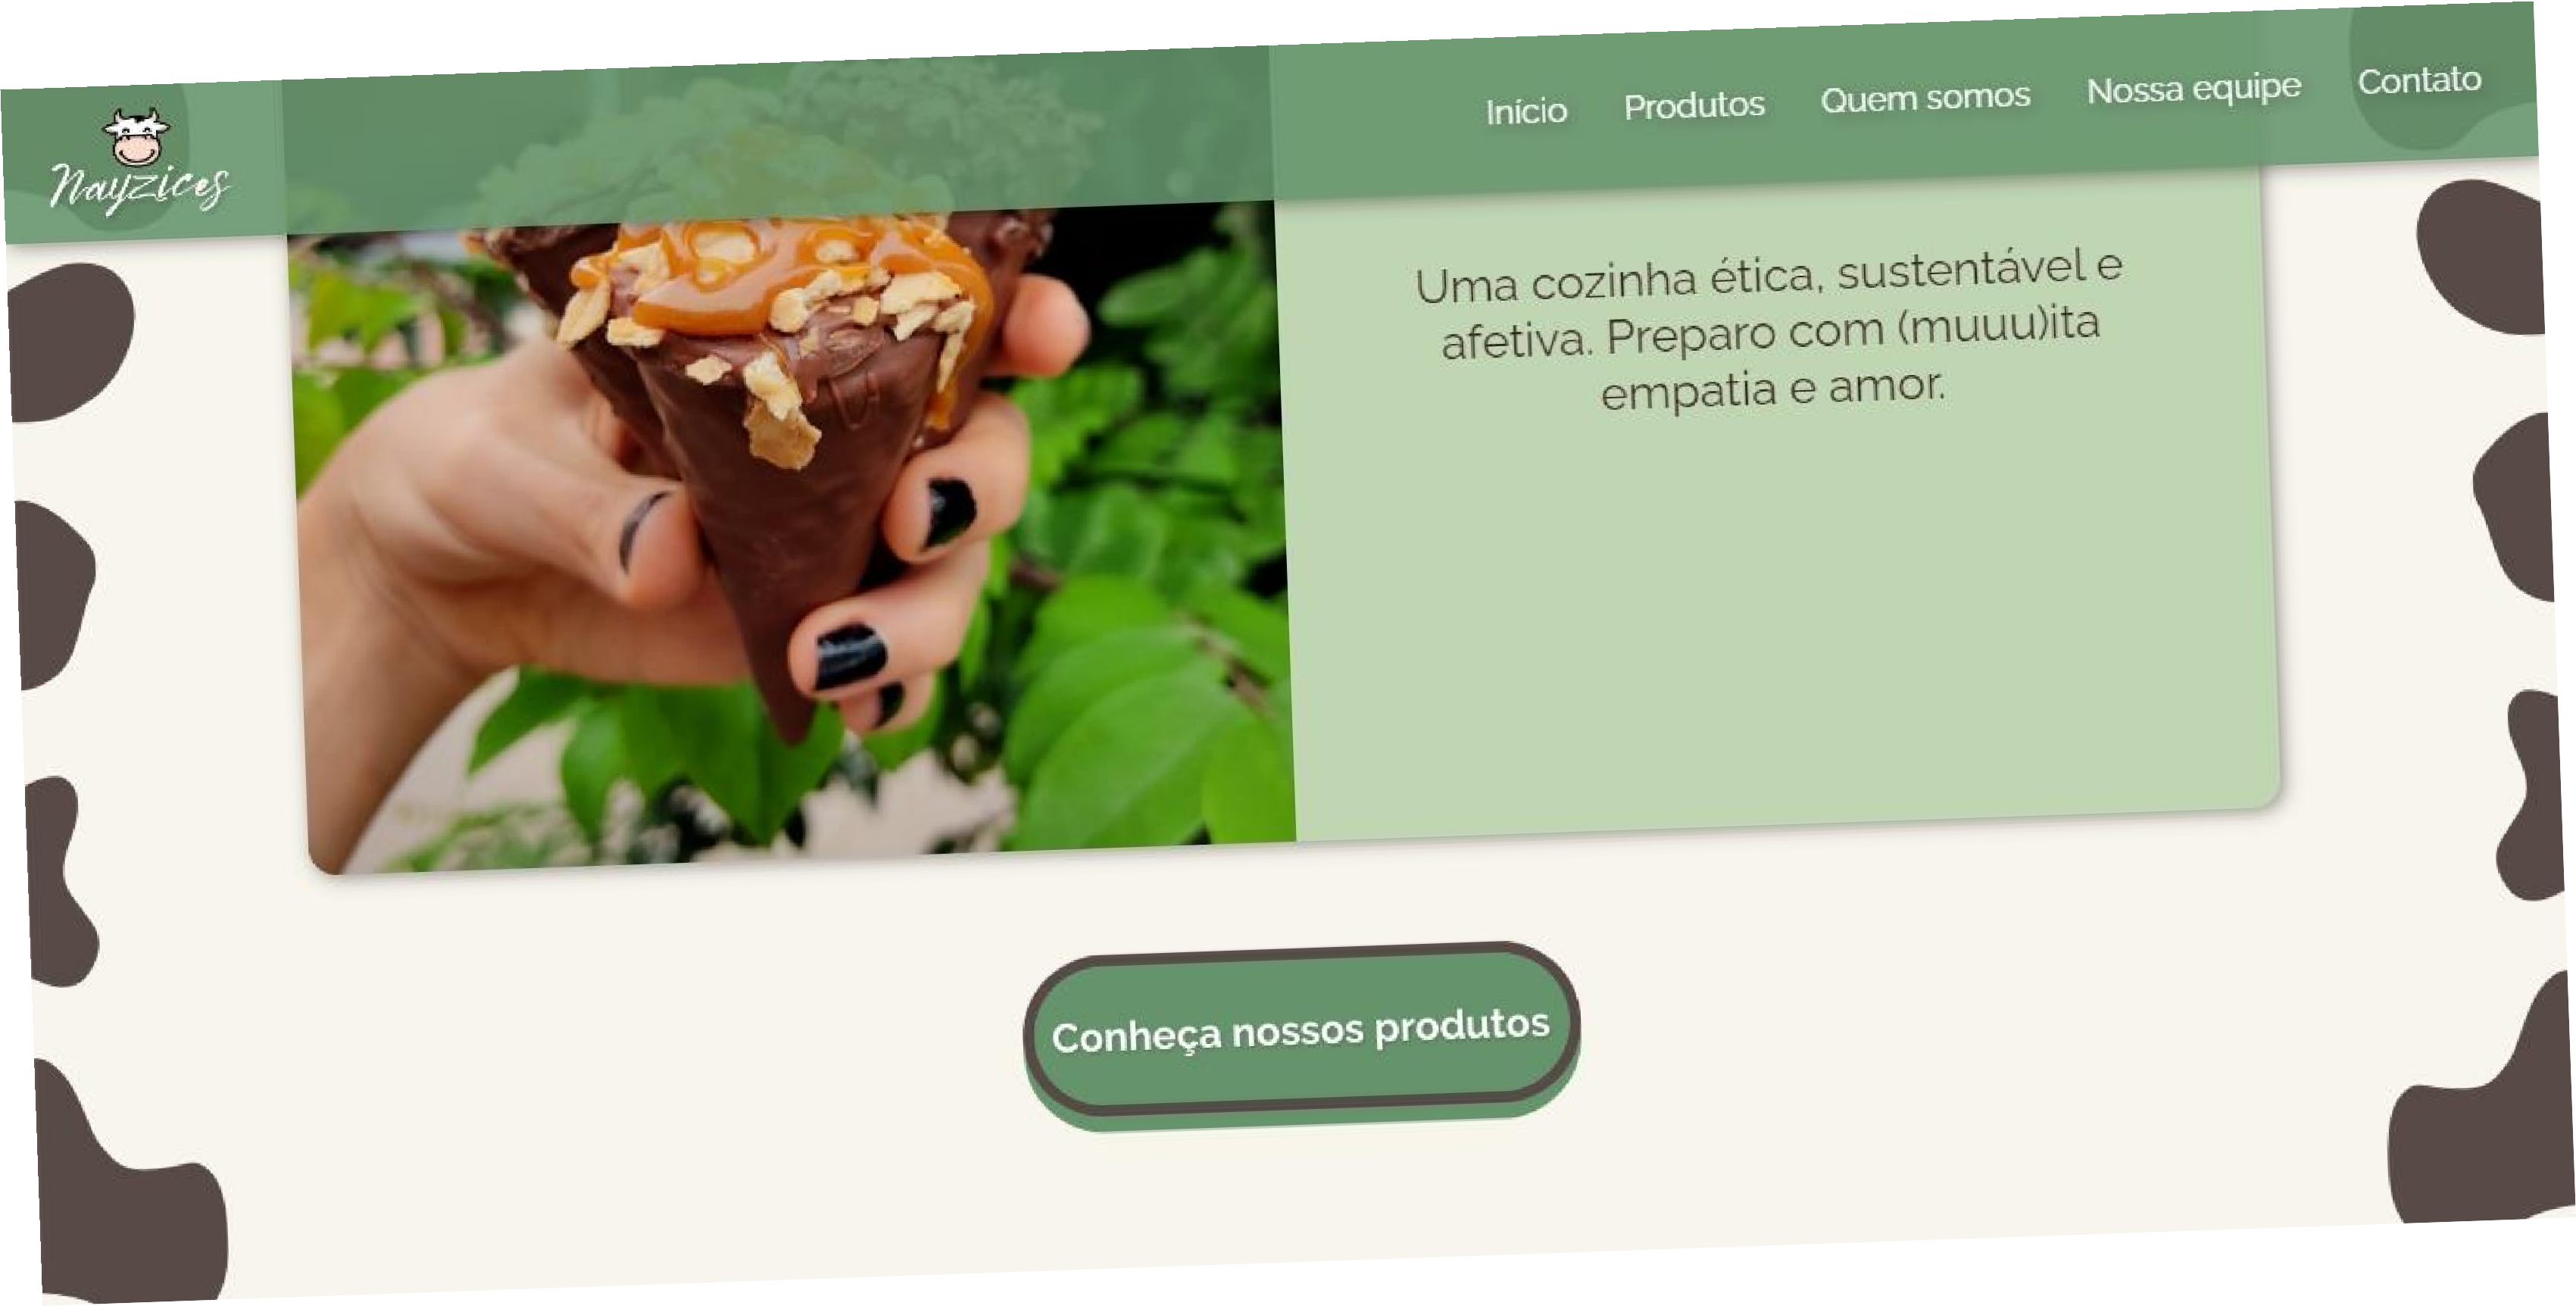 Nayzices
Início Produtos Quem somos Nossa equipe Contato
Uma cozinha ética, sustentável e
afetiva. Preparo com (muuu)ita
empatia e amor.
Conheça nossos produtos